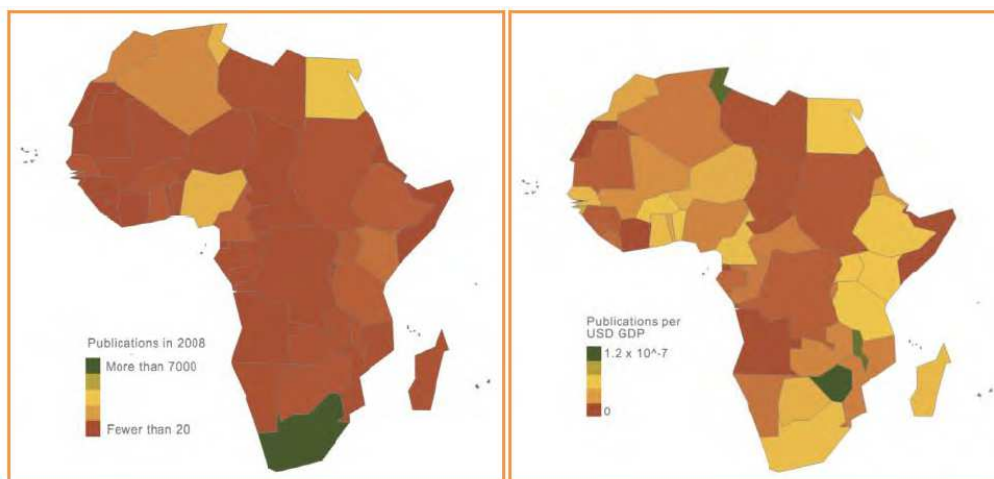 Publications in 2008
More than 7000
Fewer than 20
Publications per
USD GDP
1.2 x 10^-7
0